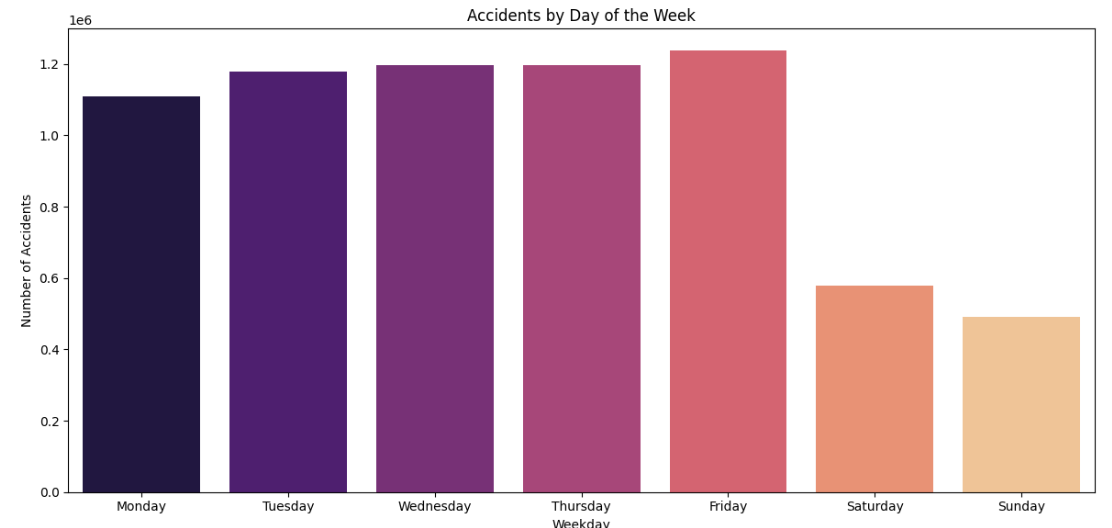 Accidents by Day of the Week
1e6
1.2
1.0
0.8
0.6
0.4
0.2
0.0
Number of Accidents
Monday Tuesday Wednesday Thursday Friday Saturday Sunday
Weekday